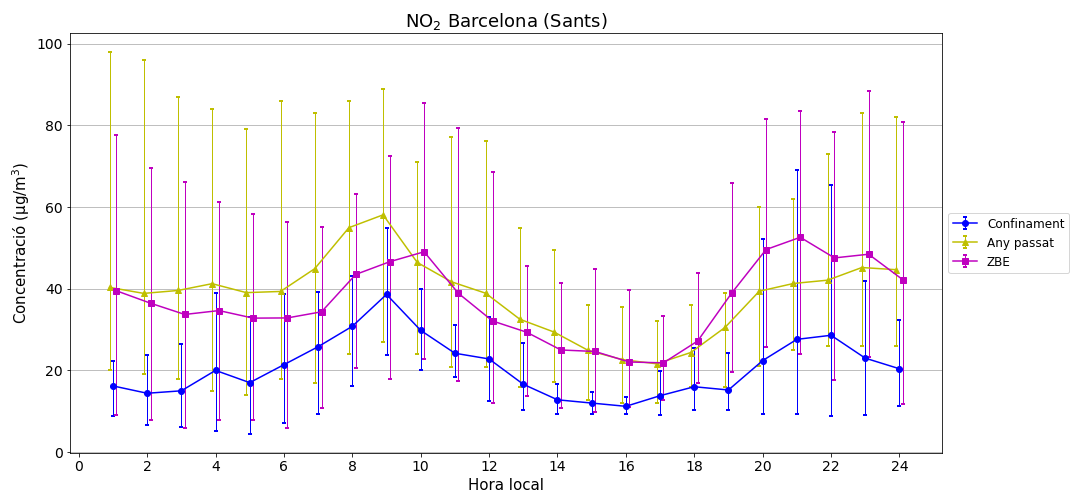 NO₂ Barcelona (Sants)
Concentració (µg/m³)
100
80
60
40
20
0
0 2 4 6 8 10 12 14 16 18 20 22 24
Hora local
Confinament
Any passat
ZBE